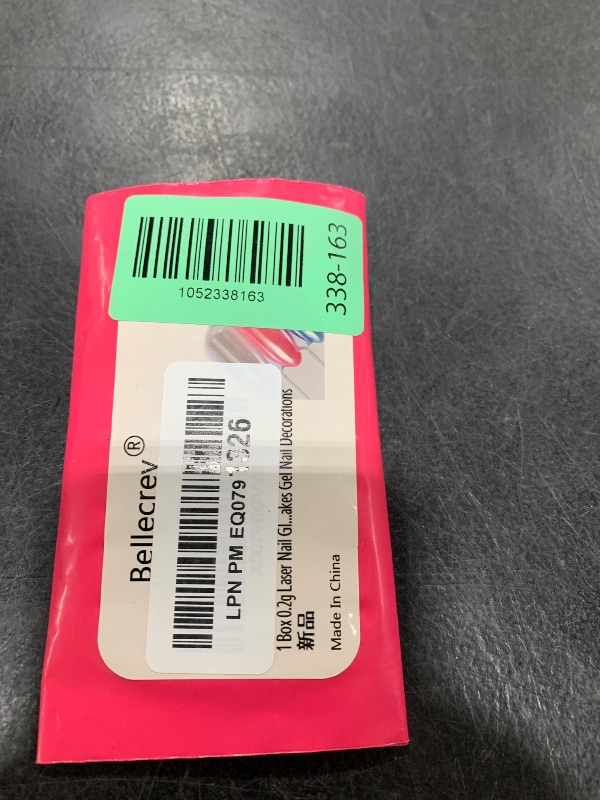 1052338163
338-163
Bellecrev®
LPN PM EQ0791826
1 Box 0.2g Laser Nail Gl...akes Gel Nail Decorations
新品
Made In China